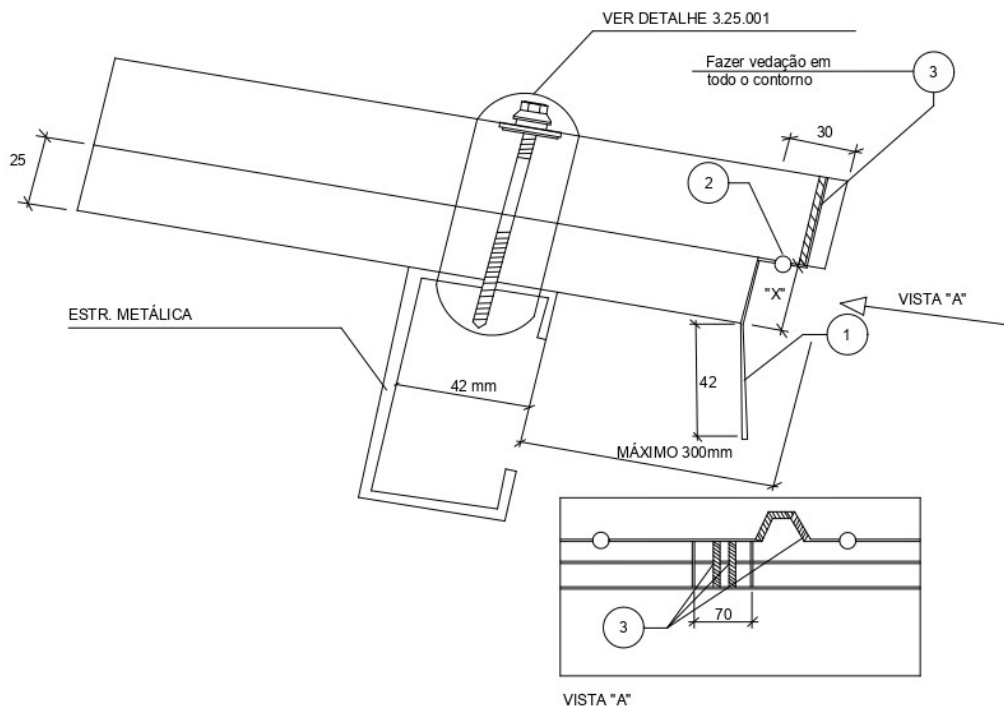 VER DETALHE 3.25.001
Fazer vedação em
todo o contorno
3
30
25
2
"X"
VISTA "A"
ESTR. METÁLICA
1
42 mm
42
MÁXIMO 300mm
3
70
VISTA "A"